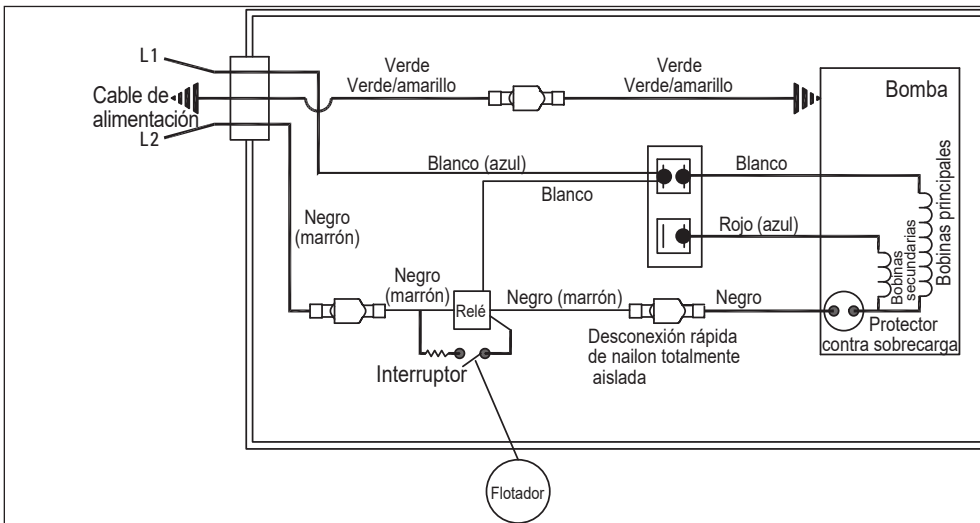 L1
Cable de
alimentación
L2
Verde
Verde/amarillo
Verde
Verde/amarillo
Bomba
Blanco (azul)
Blanco
Blanco
Negro
(marrón)
Rojo (azul)
Bobinas
secundarias
Bobinas principales
Negro
(marrón)
Relé
Negro (marrón)
Negro
Protector
contra sobrecarga
Desconexión rápida
de nailon totalmente
aislada
Interruptor
Flotador